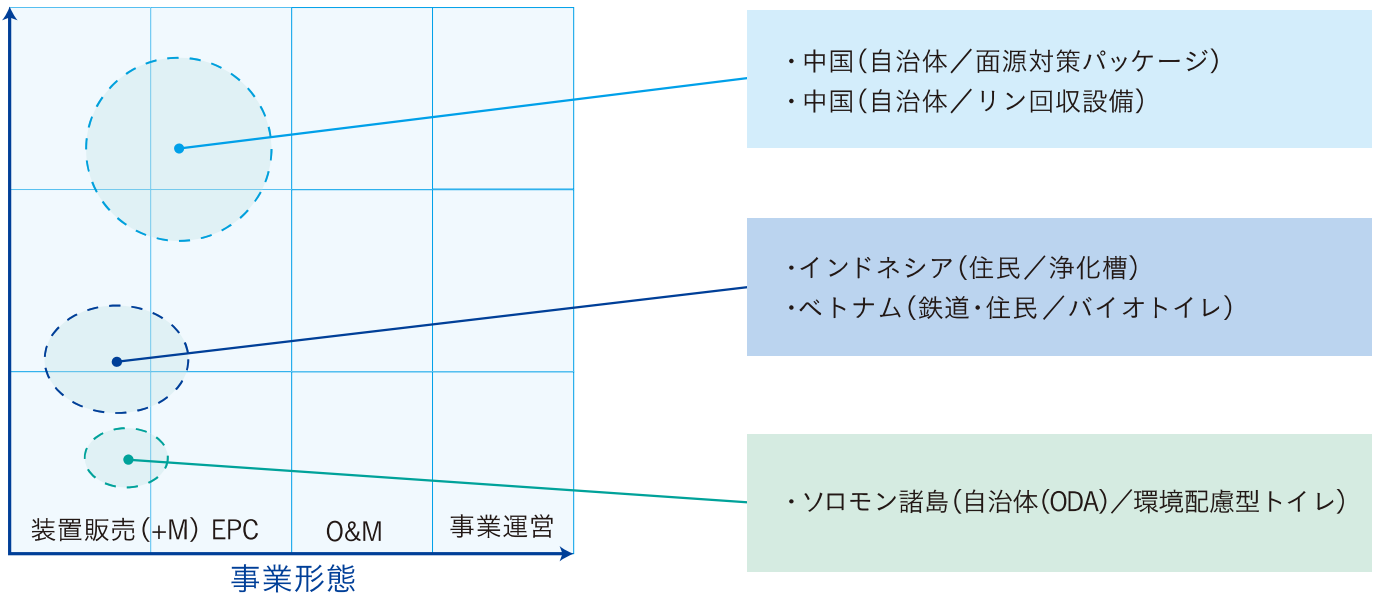 ・中国（自治体／面源対策パッケージ）
・中国（自治体／リン回収設備）
・インドネシア（住民／浄化槽）
・ベトナム（鉄道・住民／バイオトイレ）
・ソロモン諸島（自治体（ODA）／環境配慮型トイレ）
装置販売（+M） EPC O&M 事業運営
事業形態